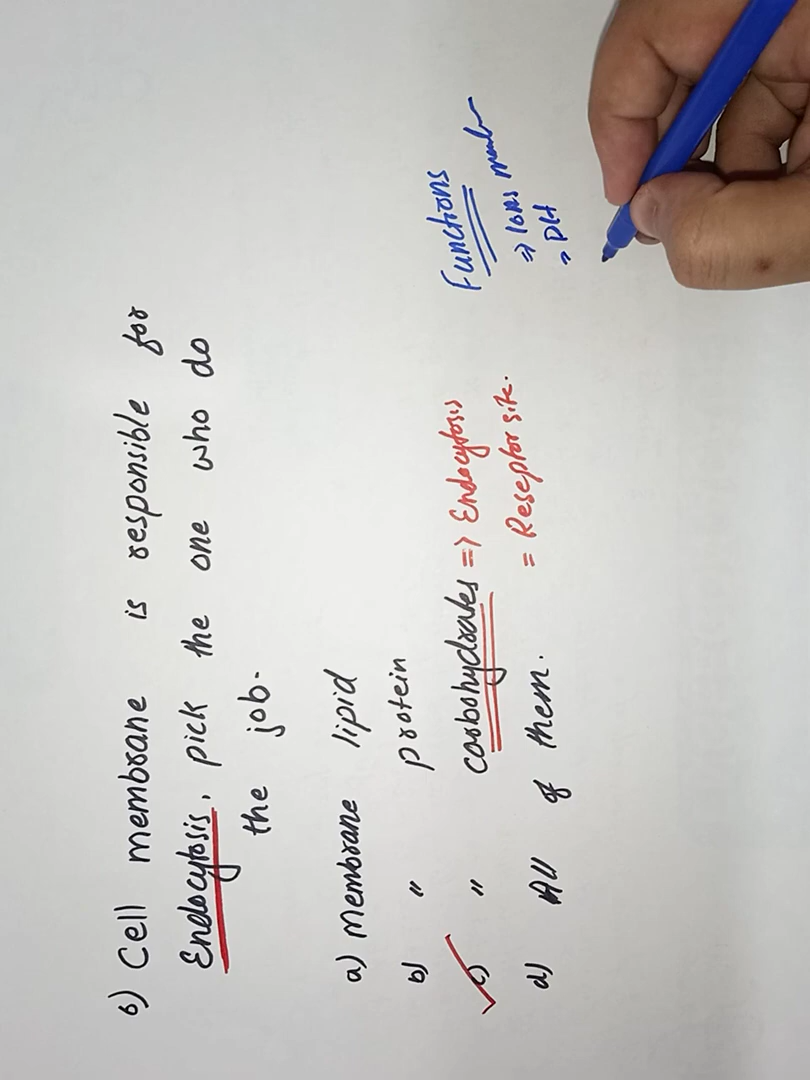 6) Cell membrane is responsible for
Endocytosis, pick the one who do
the job.
a) Membrane lipid
b) " protein
c) " carbohydrates => Endocytosis
= Reseptor site.
d) All of them.
Functions
=> Ions
" PH